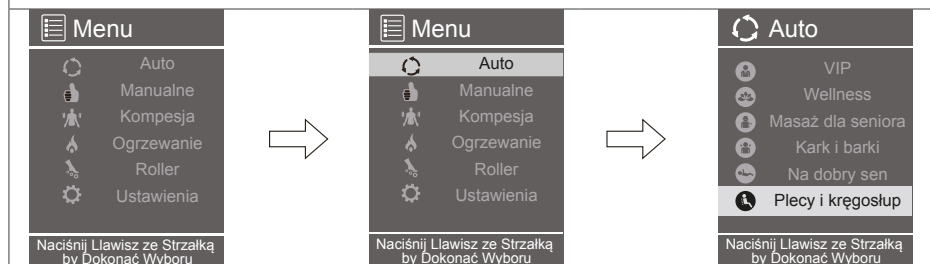 Menu
Auto
Manualne
Kompesja
Ogrzewanie
Roller
Ustawienia
Naciśnij Llawisz ze Strzałką
by Dokonać Wyboru
Menu
Auto
Manualne
Kompesja
Ogrzewanie
Roller
Ustawienia
Naciśnij Llawisz ze Strzałką
by Dokonać Wyboru
Auto
VIP
Wellness
Masaż dla seniora
Kark i barki
Na dobry sen
Plecy i kręgosłup
Naciśnij Llawisz ze Strzałką
by Dokonać Wyboru